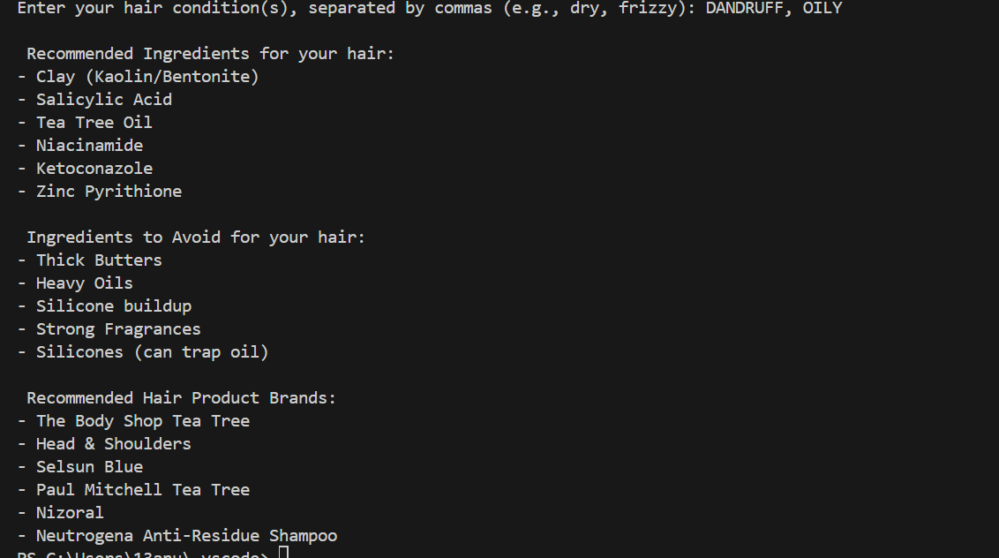 Enter your hair condition(s), separated by commas (e.g., dry, frizzy): DANDRUFF, OILY
Recommended Ingredients for your hair:
- Clay (Kaolin/Bentonite)
- Salicylic Acid
- Tea Tree Oil
- Niacinamide
- Ketoconazole
- Zinc Pyrithione
Ingredients to Avoid for your hair:
- Thick Butters
- Heavy Oils
- Silicone buildup
- Strong Fragrances
- Silicones (can trap oil)
Recommended Hair Product Brands:
- The Body Shop Tea Tree
- Head & Shoulders
- Selsun Blue
- Paul Mitchell Tea Tree
- Nizoral
- Neutrogena Anti-Residue Shampoo
PS C:\Users\13anu\.vscode>